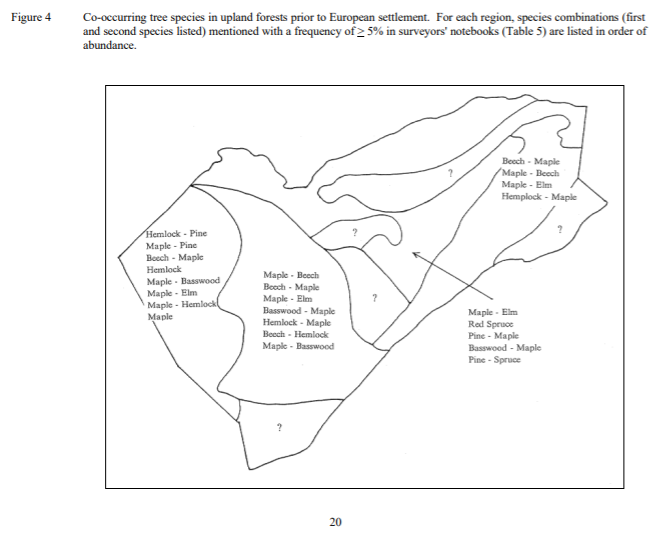 Figure 4 Co-occurring tree species in upland forests prior to European settlement. For each region, species combinations (first
and second species listed) mentioned with a frequency of ≥ 5% in surveyors' notebooks (Table 5) are listed in order of
abundance.
Beech - Maple
Maple - Beech
Maple - Elm
Hemplock - Maple
?
?
?
Hemlock - Pine
Maple - Pine
Beech - Maple
Hemlock
Maple - Basswood
Maple - Elm
Maple - Hemlock
Maple
Maple - Beech
Beech - Maple
Maple - Elm
Basswood - Maple
Hemlock - Maple
Beech - Hemlock
Maple - Basswood
?
Maple - Elm
Red Spruce
Pine - Maple
Basswood - Maple
Pine - Spruce
?
20